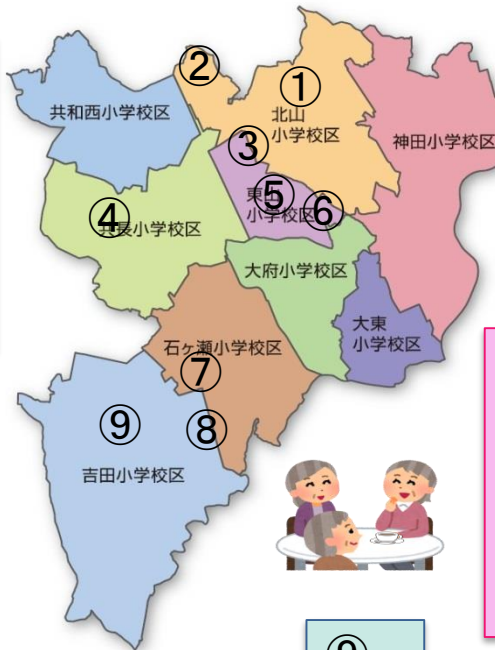 ②
①
共和西小学校区
北山
小学校区
神田小学校区
③
⑤
小学校区
⑥
④
長小学校区
大府小学校区
大東
小学校区
石ヶ瀬小学校区
⑦
⑨
⑧
吉田小学校区